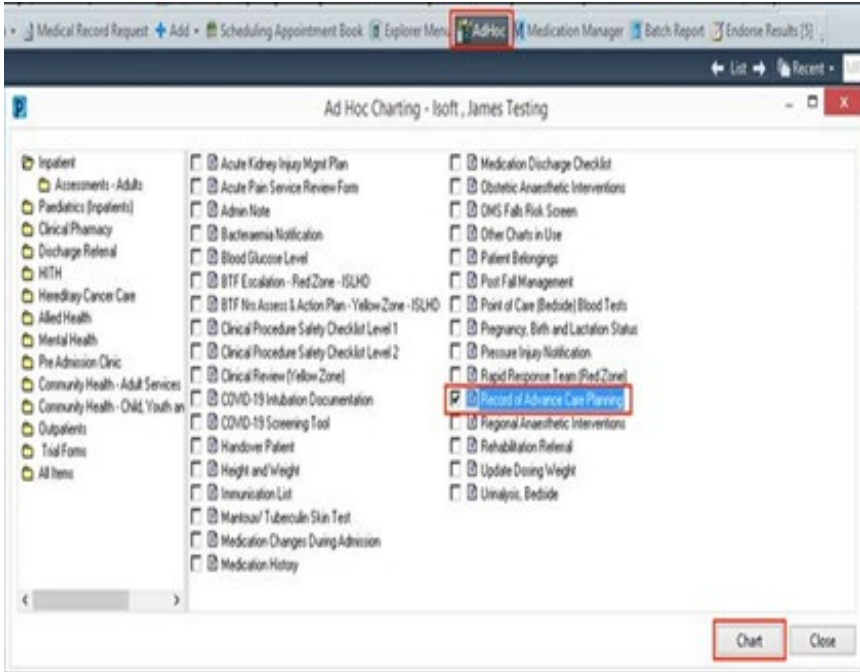 Medical Record Request Add Scheduling Appointment Book Explorer Menu AdHoc Medication Manager Batch Report Endorse Results [5]
List Recent
Ad Hoc Charting - Isoft , James Testing
Inpatient
Assessments - Adults
Paediatrics (Inpatients)
Clinical Pharmacy
Discharge Referral
HITH
Hereditary Cancer Care
Allied Health
Mental Health
Pre Admission Clinic
Community Health - Adult Services
Community Health - Child, Youth an
Outpatients
Trial Forms
All Items
Acute Kidney Injury Mgnt Plan
Acute Pain Service Review Form
Admin Note
Bacteraemia Notification
Blood Glucose Level
BTF Escalation - Red Zone - ISLHD
BTF Nrs Assess & Action Plan - Yellow Zone - ISLHD
Clinical Procedure Safety Checklist Level 1
Clinical Procedure Safety Checklist Level 2
Clinical Review (Yellow Zone)
COVID-19 Intubation Documentation
COVID-19 Screening Tool
Handover Patient
Height and Weight
Immunisation List
Mantoux/ Tuberculin Skin Test
Medication Changes During Admission
Medication History
Medication Discharge Checklist
Obstetric Anaesthetic Interventions
OMS Falls Risk Screen
Other Charts in Use
Patient Belongings
Post Fall Management
Point of Care (Bedside) Blood Tests
Pregnancy, Birth and Lactation Status
Pressure Injury Notification
Rapid Response Team (Red Zone)
Record of Advance Care Planning
Regional Anaesthetic Interventions
Rehabilitation Referral
Update Dosing Weight
Urinalysis, Bedside
Chart Close